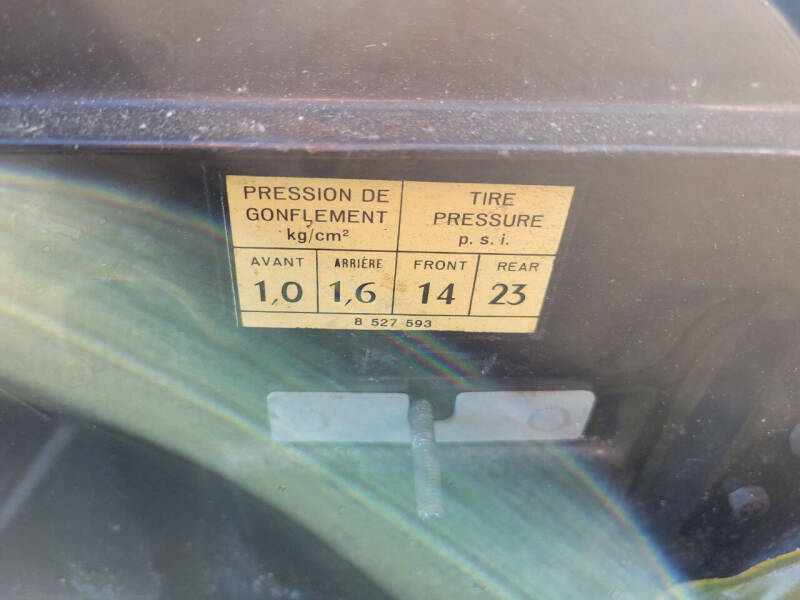 PRESSION DE
GONFLEMENT
kg/cm²
TIRE
PRESSURE
p. s. i.
AVANT
ARRIÈRE
FRONT
REAR
1,0
1,6
14
23
8 527 593